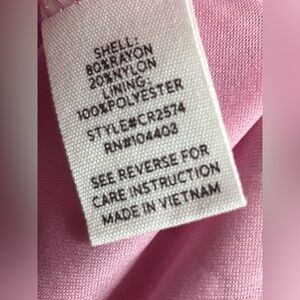 SHELL:
80%RAYON
20%NYLON
LINING:
100%POLYESTER
STYLE#CR2574
RN#104403
SEE REVERSE FOR
CARE INSTRUCTION
MADE IN VIETNAM